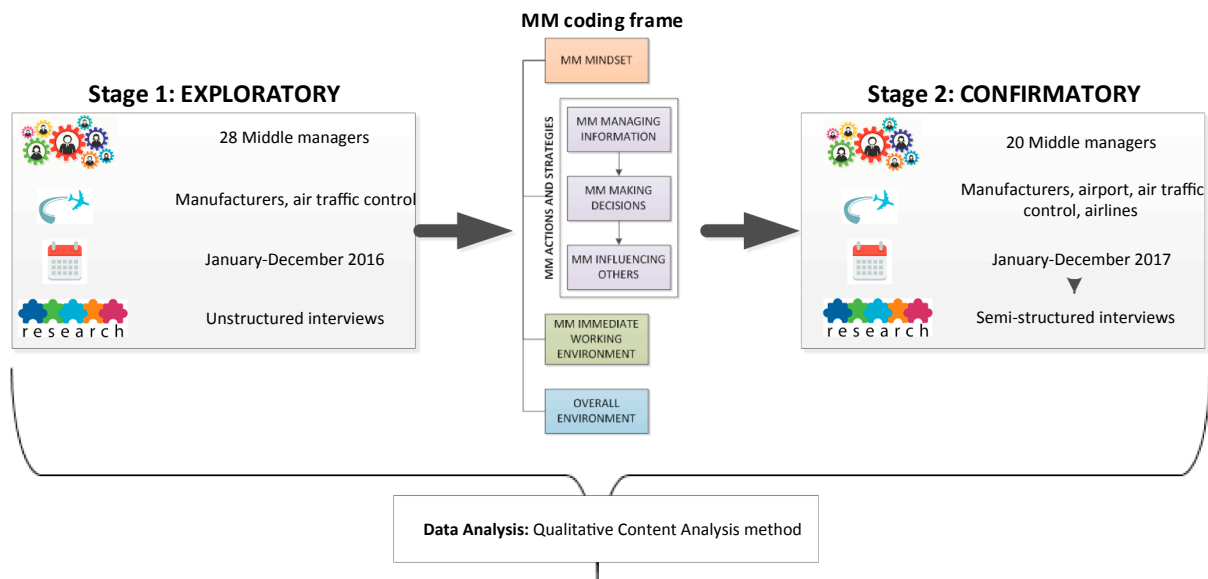 MM coding frame
MM MINDSET
MM ACTIONS AND STRATEGIES
MM MANAGING
INFORMATION
MM MAKING
DECISIONS
MM INFLUENCING
OTHERS
MM IMMEDIATE
WORKING
ENVIRONMENT
OVERALL
ENVIRONMENT
Stage 1: EXPLORATORY
28 Middle managers
Manufacturers, air traffic control
January-December 2016
research
Unstructured interviews
Stage 2: CONFIRMATORY
20 Middle managers
Manufacturers, airport, air traffic
control, airlines
January-December 2017
research
Semi-structured interviews
Data Analysis: Qualitative Content Analysis method